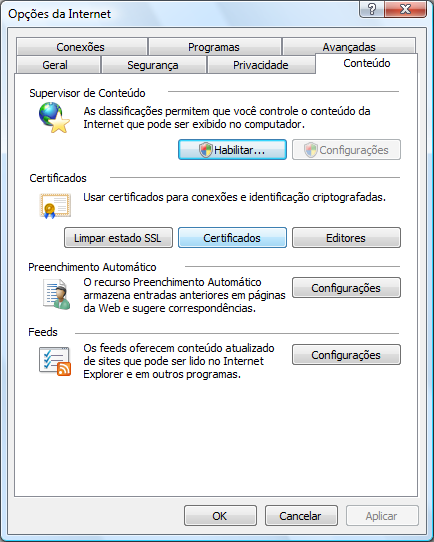 Opções da Internet
?
Conexões Programas Avançadas
Geral Segurança Privacidade Conteúdo
Supervisor de Conteúdo
As classificações permitem que você controle o conteúdo da
Internet que pode ser exibido no computador.
Habilitar... Configurações
Certificados
Usar certificados para conexões e identificação criptografadas.
Limpar estado SSL Certificados Editores
Preenchimento Automático
O recurso Preenchimento Automático
armazena entradas anteriores em páginas
da Web e sugere correspondências.
Configurações
Feeds
Os feeds oferecem conteúdo atualizado
de sites que pode ser lido no Internet
Explorer e em outros programas.
Configurações
OK Cancelar Aplicar